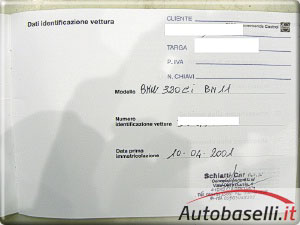 Dati identificazione vettura
CLIENTE
TARGA
P. IVA
N. CHIAVI
Modello BMW 320 Ci BN11
Numero
identificazione vettura
Data prima
immatricolazione 10-04-2001
Autobaselli.it